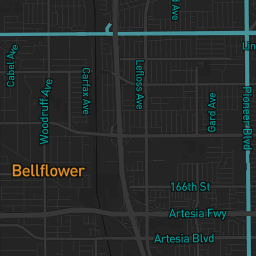 d Ave
Lin
Cabel Ave
Woodruff Ave
Carfax Ave
Lefloss Ave
Gard Ave
Pioneer Blvd
Bellflower
166th St
Artesia Fwy
Artesia Blvd